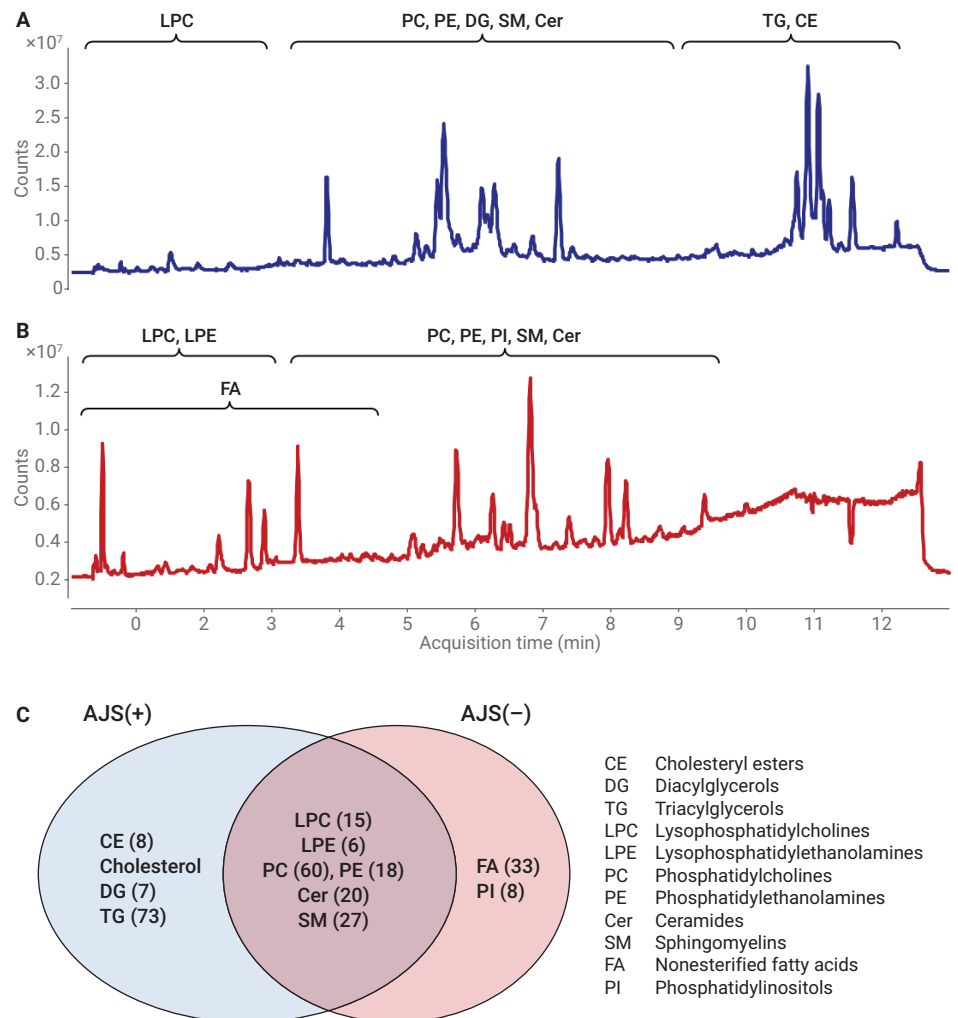 A
LPC
PC, PE, DG, SM, Cer
TG, CE
×10⁷
3.0
2.5
2.0
1.5
1.0
0.5
0
Counts
B
LPC, LPE
PC, PE, PI, SM, Cer
FA
×10⁷
1.2
1.0
0.8
0.6
0.4
0.2
Counts
0 2 2 3 4 5 6 7 8 9 10 11 12
Acquisition time (min)
C
AJS(+)
AJS(−)
CE (8)
Cholesterol
DG (7)
TG (73)
LPC (15)
LPE (6)
PC (60), PE (18)
Cer (20)
SM (27)
FA (33)
PI (8)
CE Cholesteryl esters
DG Diacylglycerols
TG Triacylglycerols
LPC Lysophosphatidylcholines
LPE Lysophosphatidylethanolamines
PC Phosphatidylcholines
PE Phosphatidylethanolamines
Cer Ceramides
SM Sphingomyelins
FA Nonesterified fatty acids
PI Phosphatidylinositols